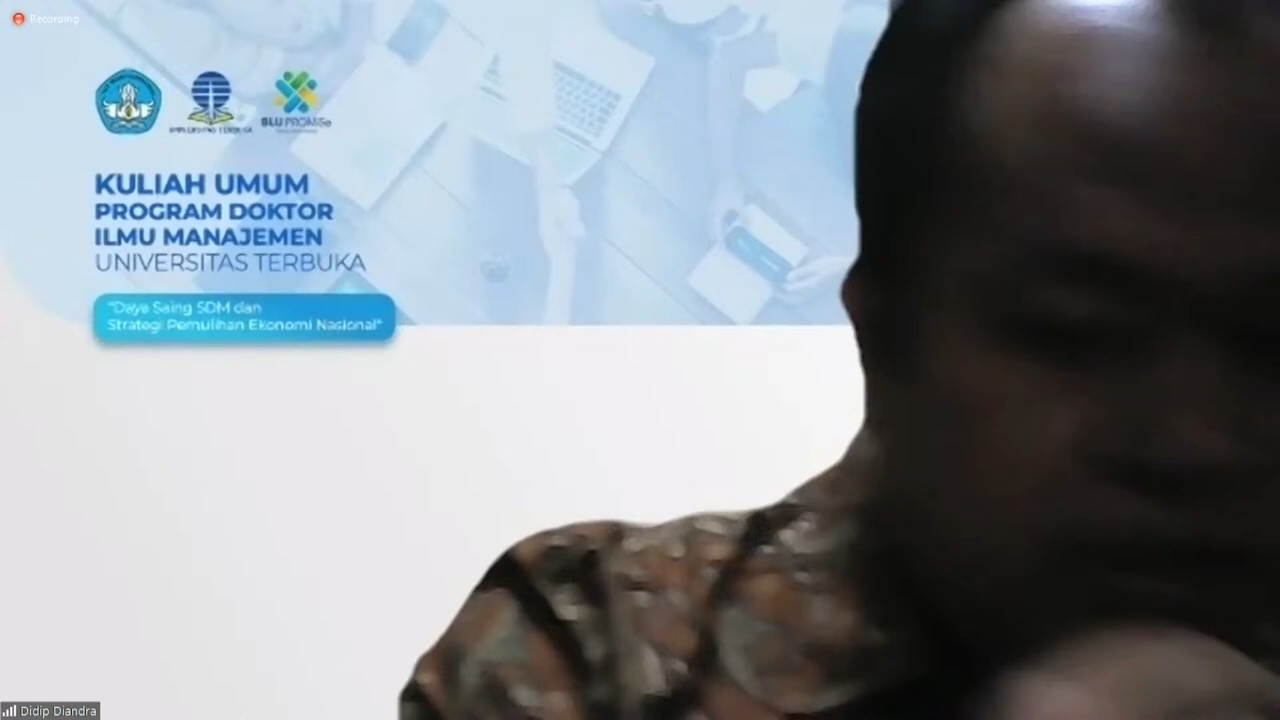 Recording
BLU PROMISe
KULIAH UMUM
PROGRAM DOKTOR
ILMU MANAJEMEN
UNIVERSITAS TERBUKA
"Daya Saing SDM dan
Strategi Pemulihan Ekonomi Nasional"
Didip Diandra